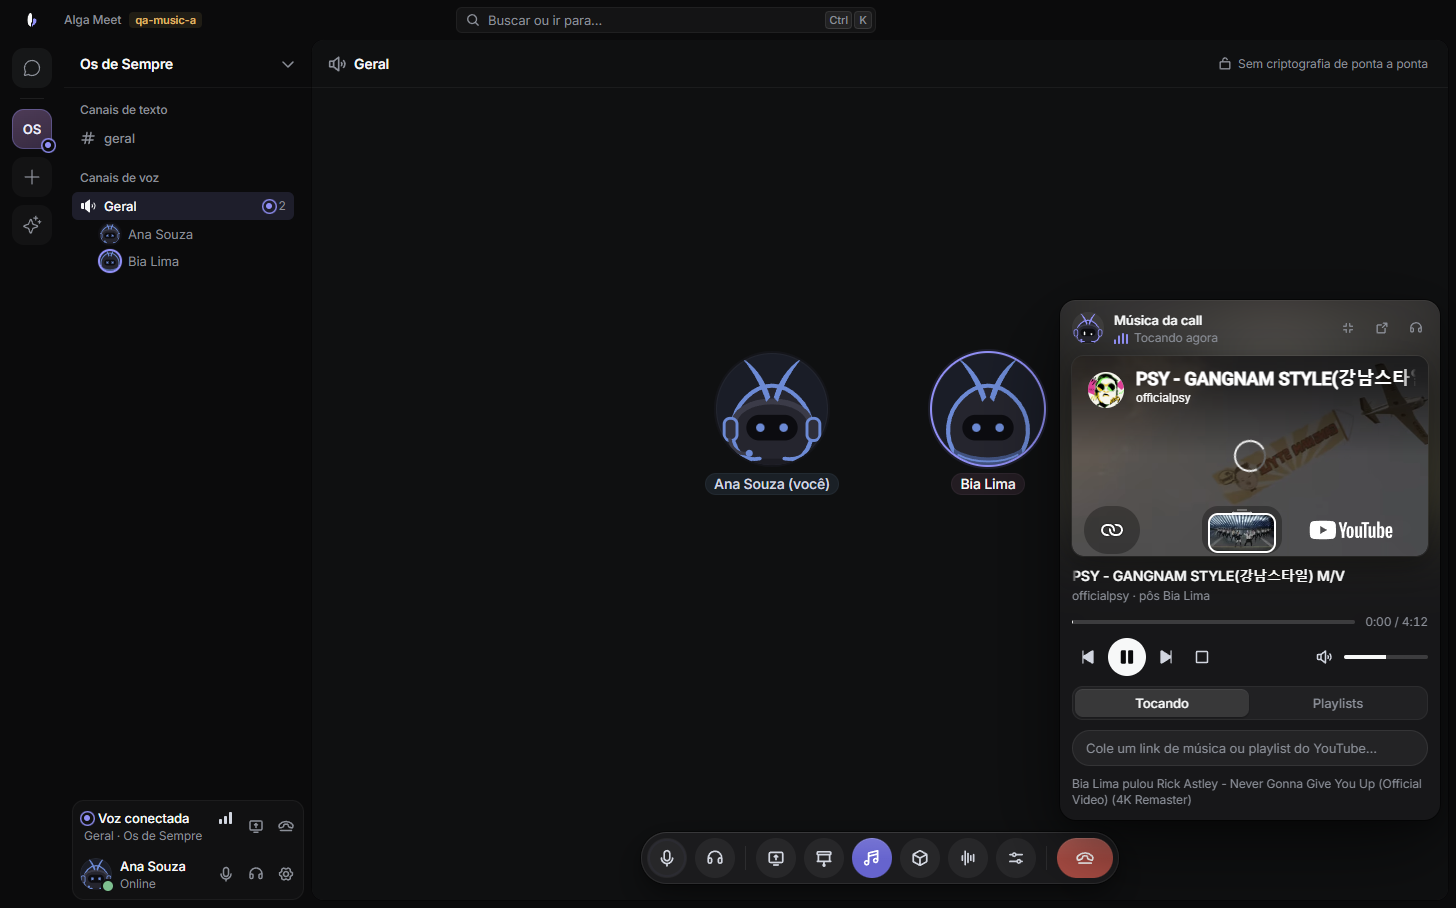 Alga Meet
qa-music-a
Buscar ou ir para...
Ctrl
K
Os de Sempre
Geral
Sem criptografia de ponta a ponta
OS
Canais de texto
# geral
Canais de voz
Geral
2
Ana Souza
Bia Lima
Ana Souza (você)
Bia Lima
Música da call
Tocando agora
PSY - GANGNAM STYLE(강남스타
officialpsy
YouTube
PSY - GANGNAM STYLE(강남스타일) M/V
officialpsy · pôs Bia Lima
0:00 / 4:12
Tocando
Playlists
Cole um link de música ou playlist do YouTube...
Bia Lima pulou Rick Astley - Never Gonna Give You Up (Official
Video) (4K Remaster)
Voz conectada
Geral · Os de Sempre
Ana Souza
Online